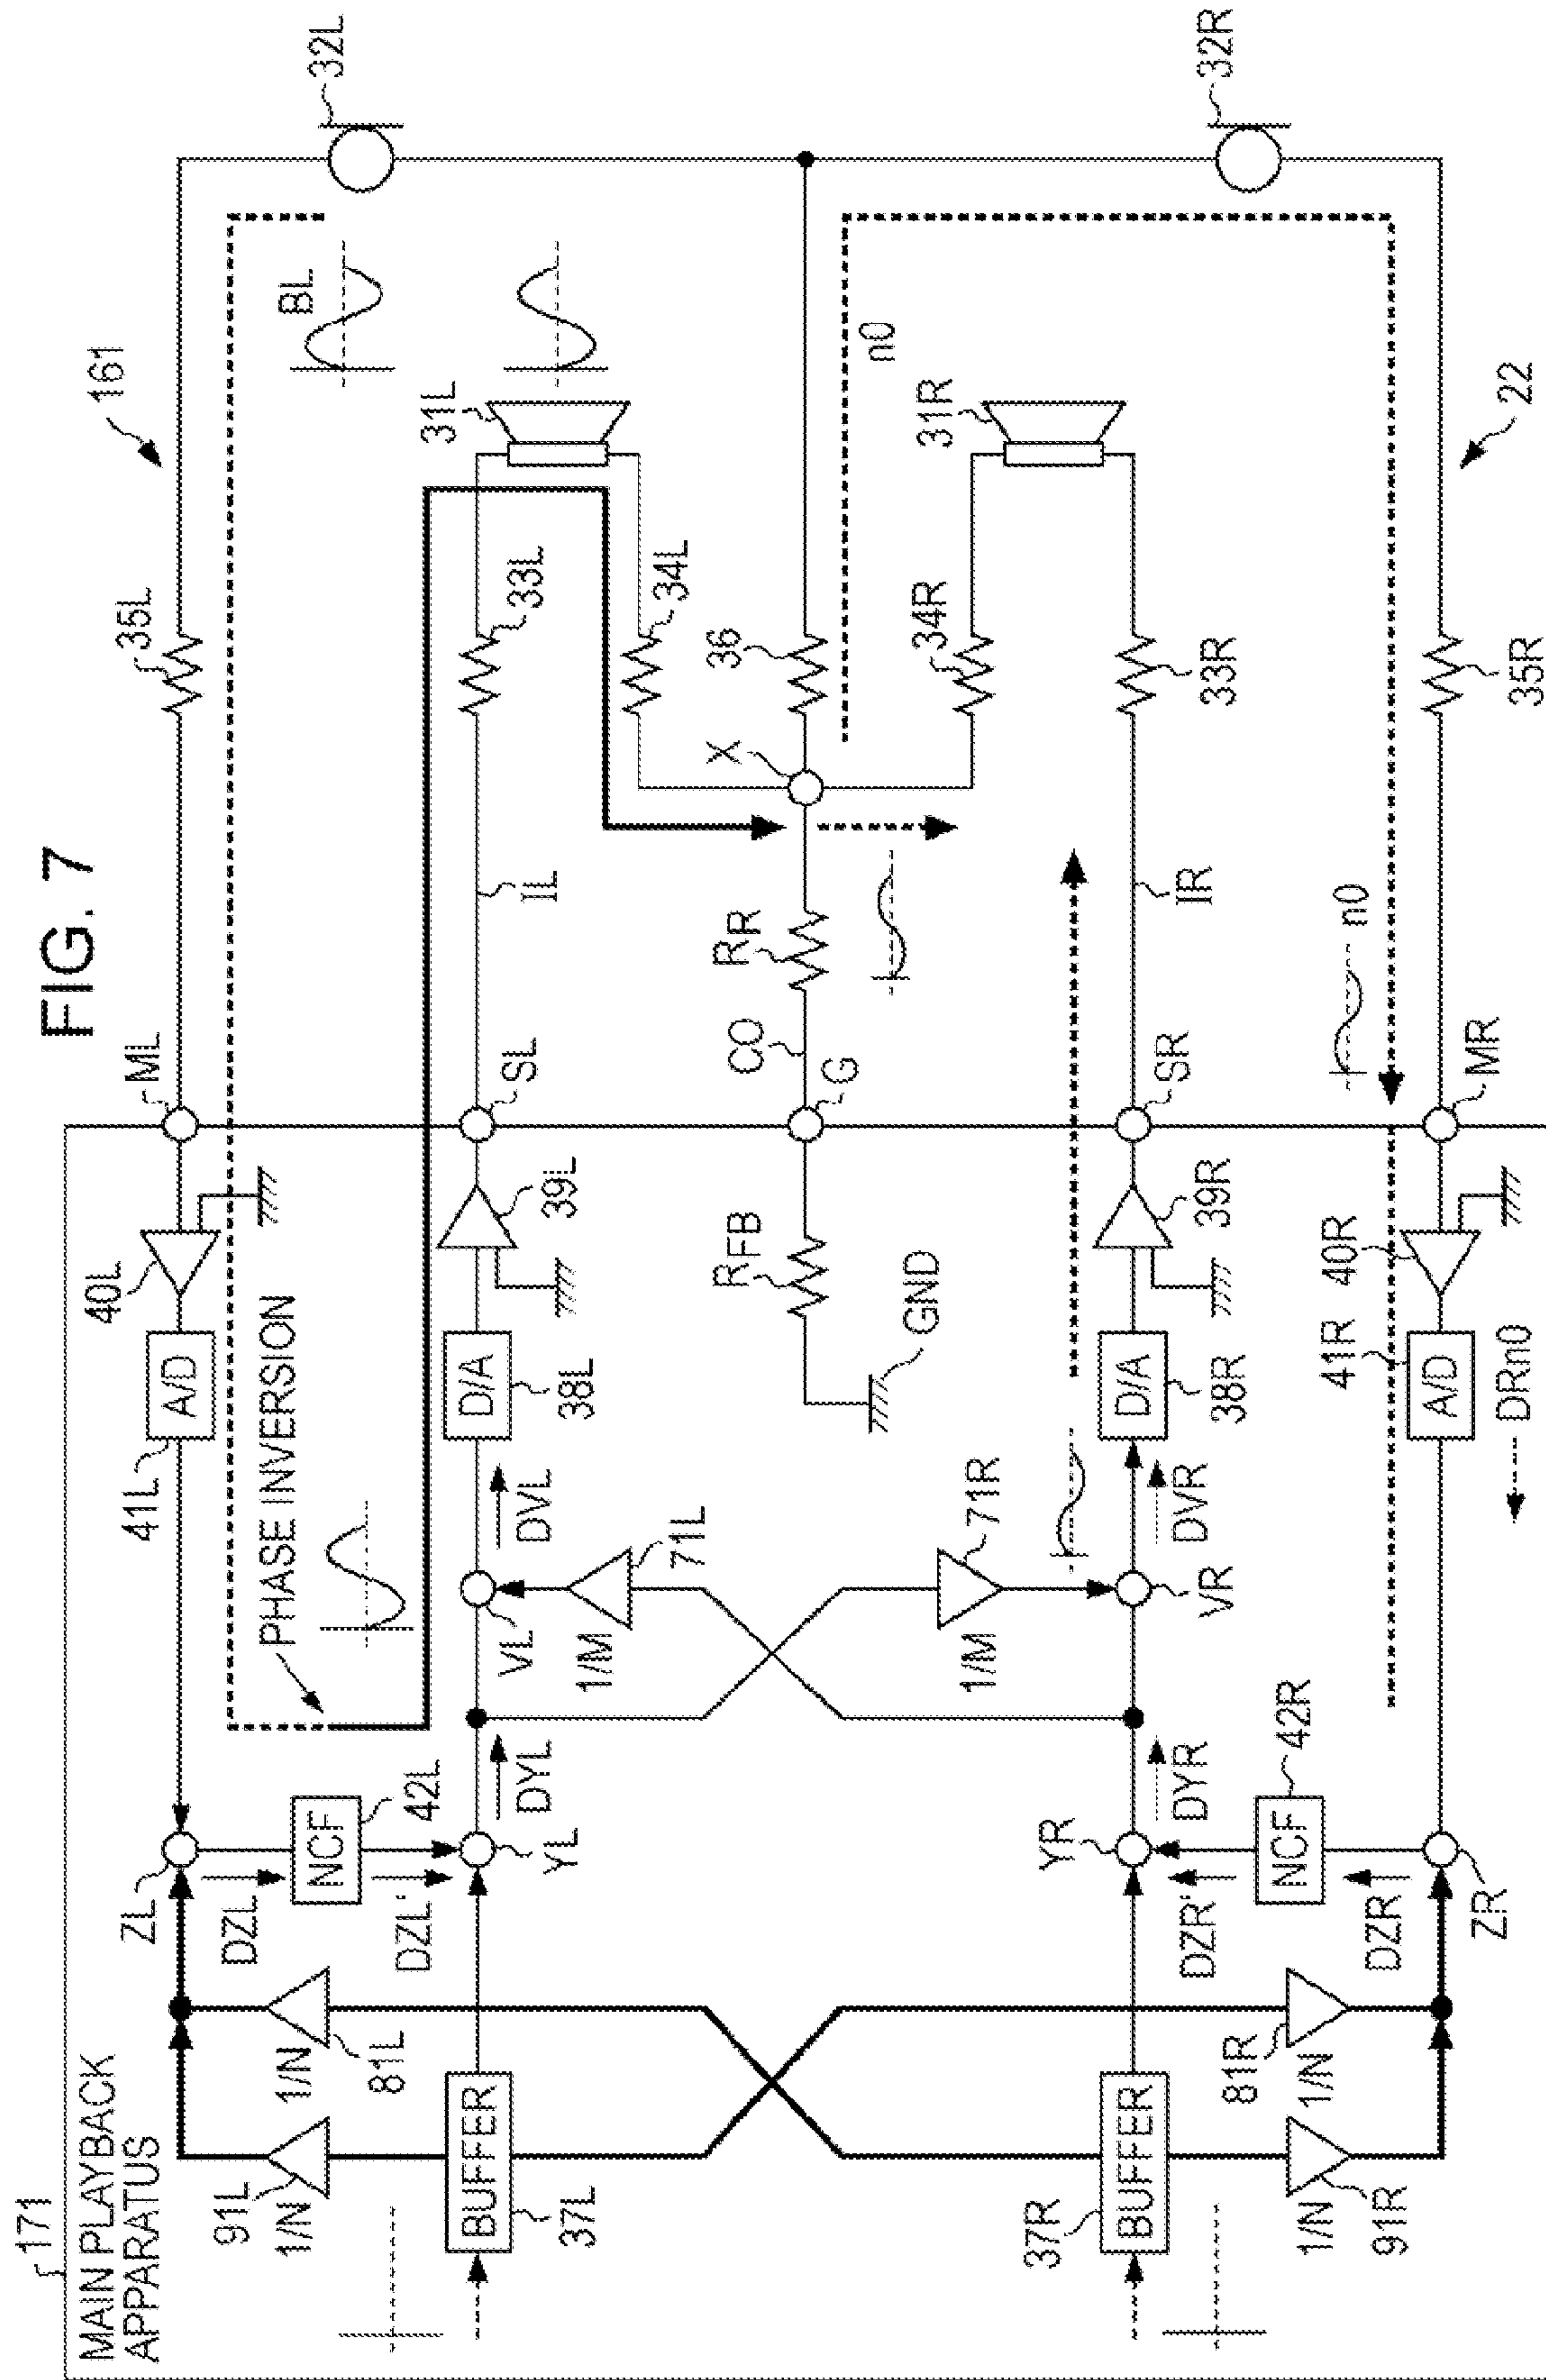 FIG. 7
171
MAIN PLAYBACK
APPARATUS
161
22
ML
35L
32L
40L
41L
A/D
PHASE INVERSION
BL
ZL
DZL
NCF
42L
DZL'
YL
DYL
VL
DVL
D/A
38L
39L
SL
IL
33L
31L
34L
91L
1/N
81L
1/N
BUFFER
37L
71L
1/M
RFB
GND
G
CO
RR
X
36
n0
71R
1/M
34R
31R
33R
IR
SR
39R
D/A
38R
DVR
VR
DYR
YR
BUFFER
37R
DZR'
NCF
42R
DZR
ZR
81R
1/N
91R
1/N
41R
A/D
40R
DRn0
MR
n0
35R
32R